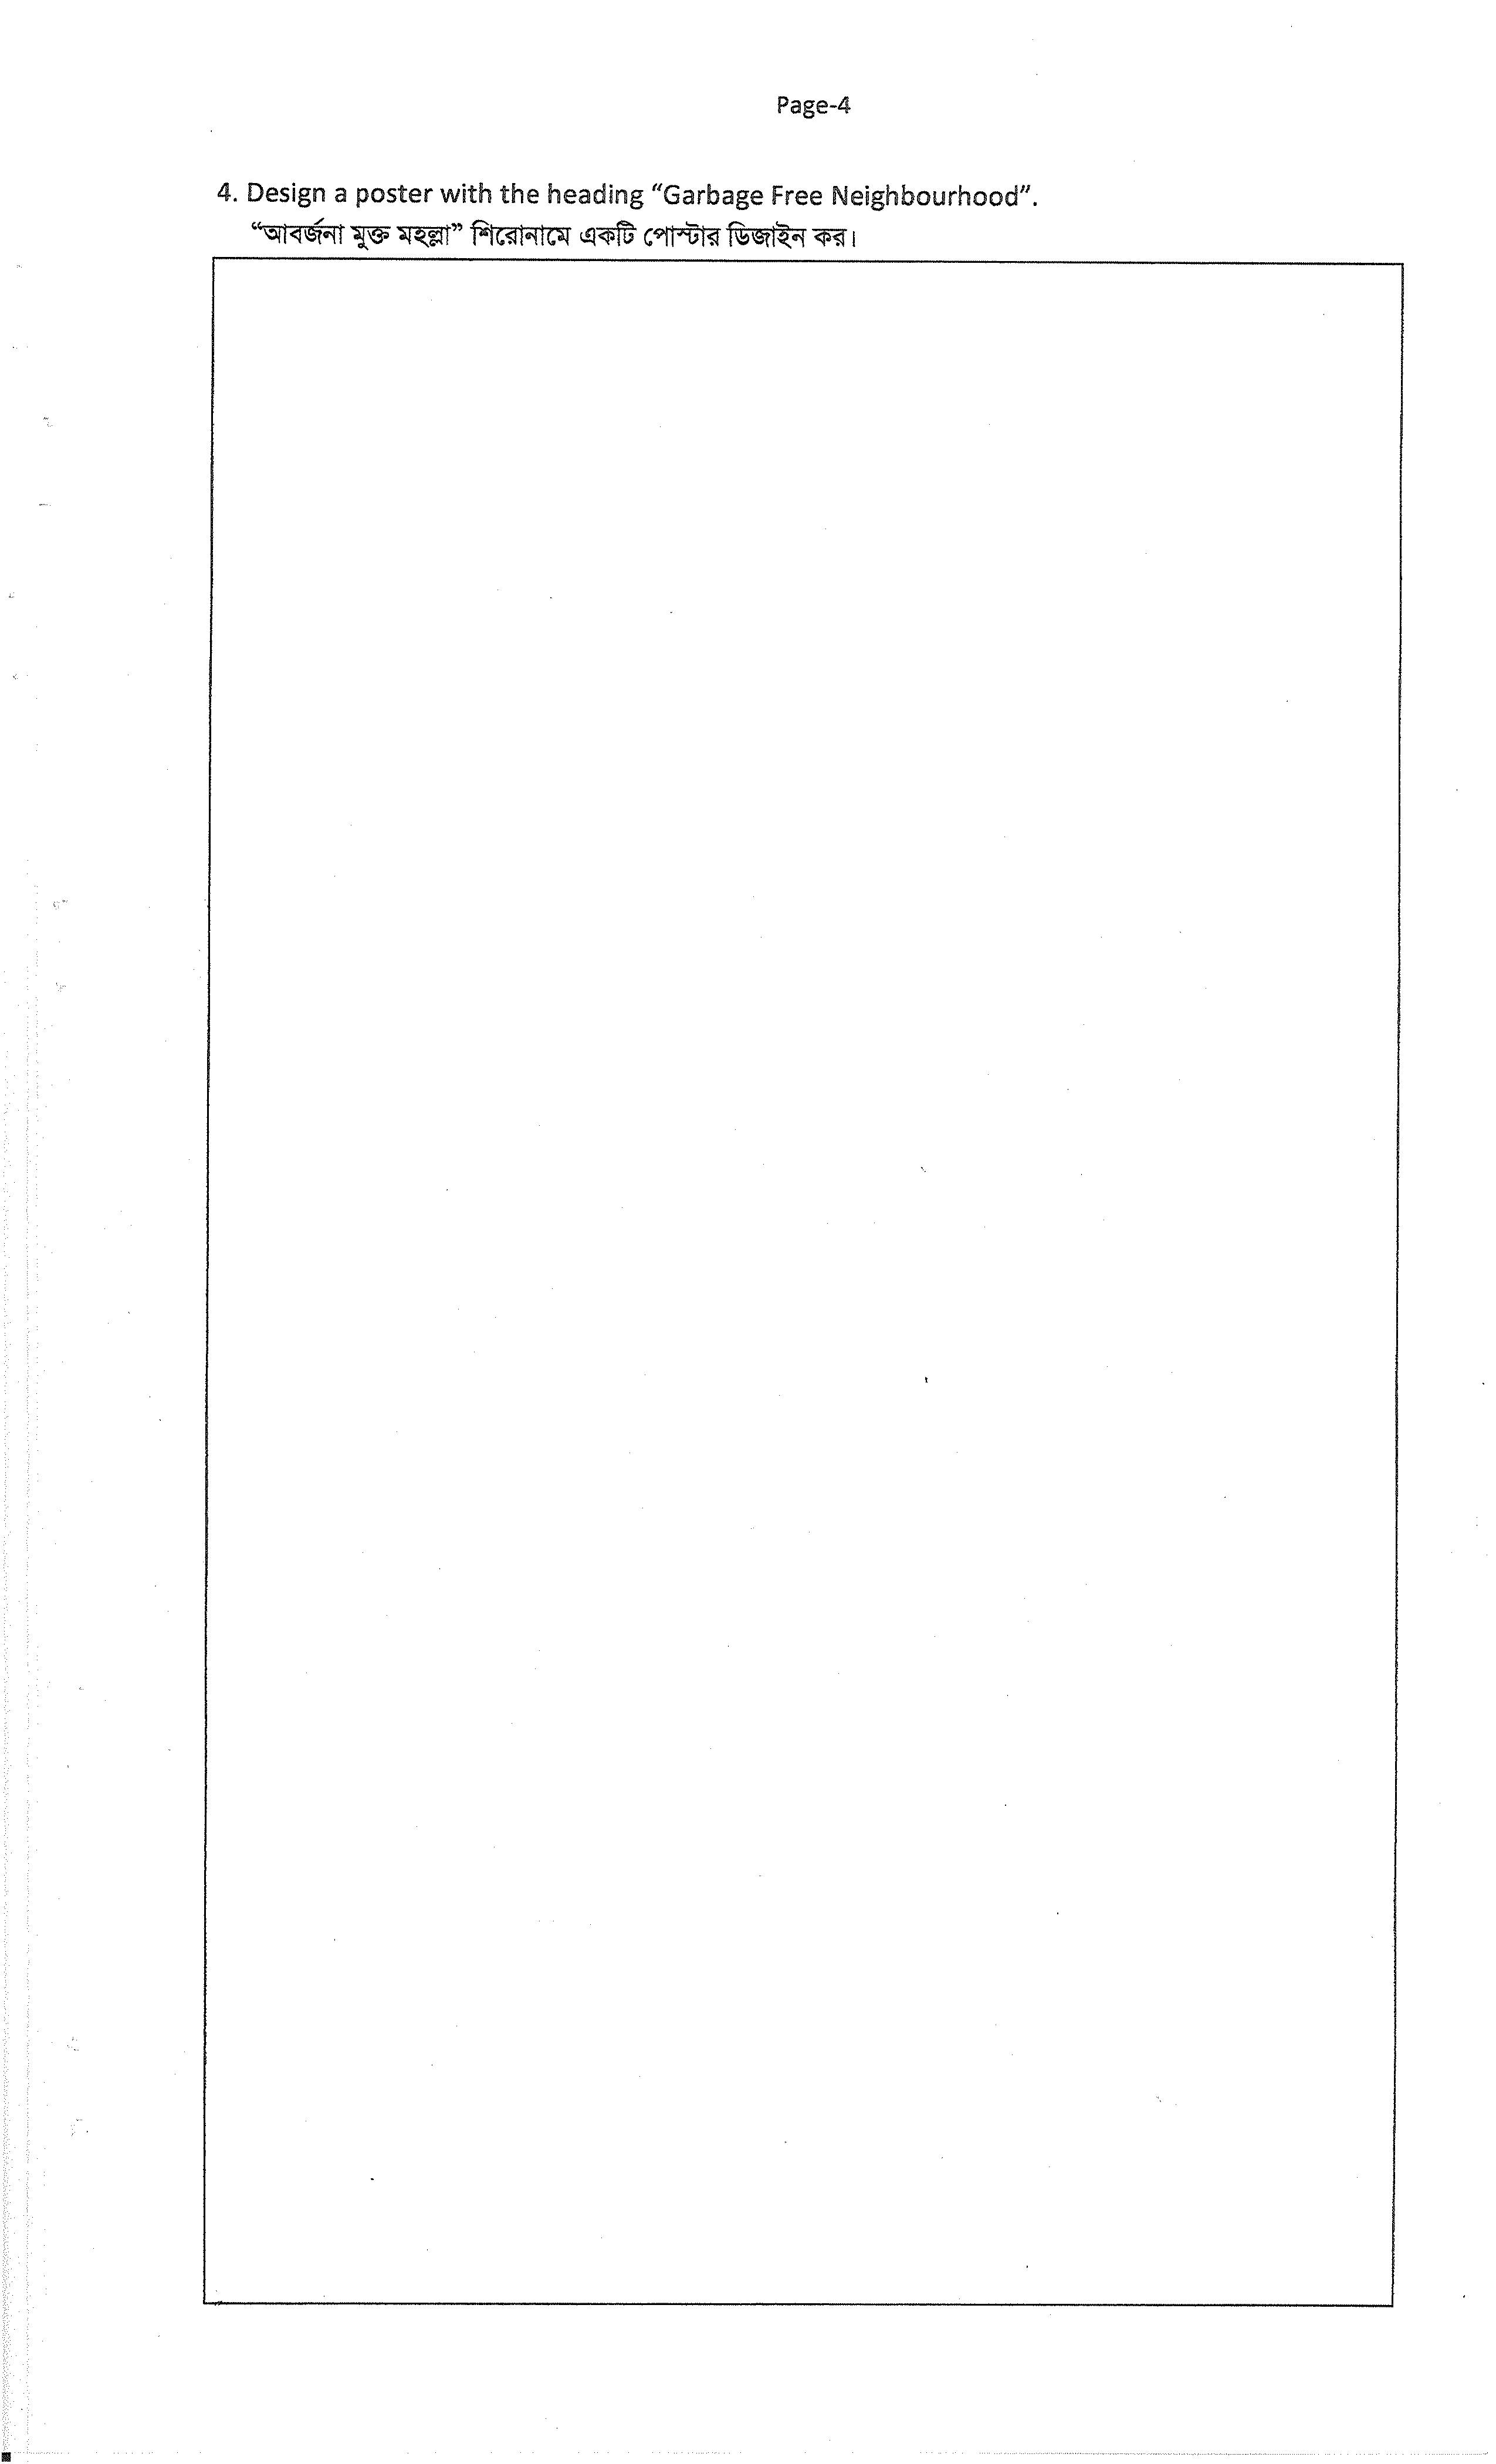 Page-4
4. Design a poster with the heading “Garbage Free Neighbourhood”.
“আবর্জনা মুক্ত মহল্লা” শিরোনামে একটি পোস্টার ডিজাইন কর।